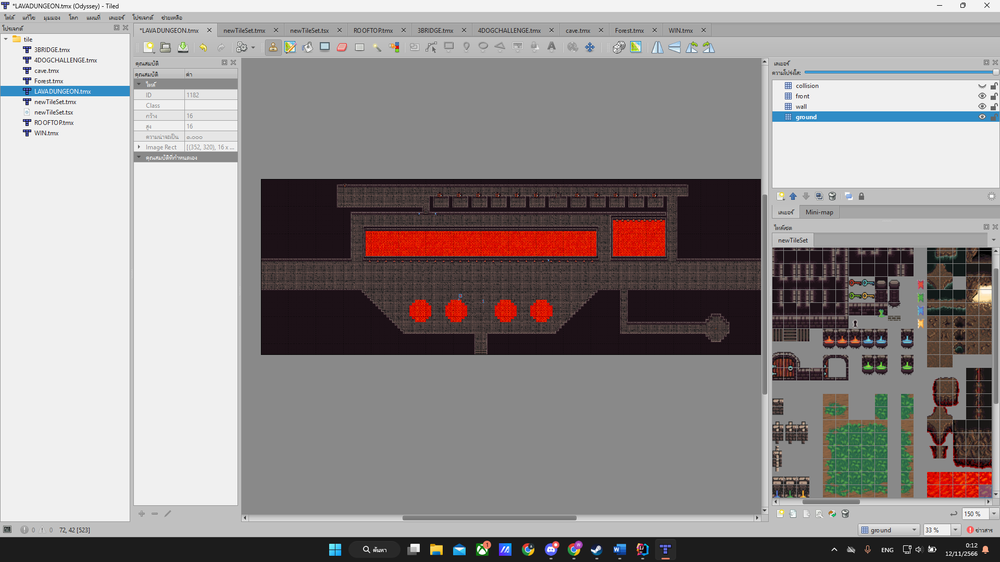 *LAVADUNGEON.tmx (Odyssey) - Tiled
ไฟล์ แก้ไข มุมมอง โลก แผนที่ เลเยอร์ โปรเจกต์ ช่วยเหลือ
โปรเจกต์
tile
3BRIDGE.tmx
4DOGCHALLENGE.tmx
cave.tmx
Forest.tmx
LAVADUNGEON.tmx
newTileSet.tmx
newTileSet.tsx
ROOFTOP.tmx
WIN.tmx
*LAVADUNGEON.tmx newTileSet.tmx newTileSet.tsx ROOFTOP.tmx 3BRIDGE.tmx 4DOGCHALLENGE.tmx cave.tmx Forest.tmx WIN.tmx
คุณสมบัติ
คุณสมบัติ ค่า
ไทล์
ID 1182
Class
กว้าง 16
สูง 16
ความน่าจะเป็น ๑.๐๐๐
Image Rect [(352, 320), 16 x ...
คุณสมบัติที่กำหนดเอง
เลเยอร์
ความโปร่งใส:
collision
front
wall
ground
เลเยอร์ Mini-map
ไทล์เซต
newTileSet
150 %
0 0 72, 42 [523]
ground 33 % ข่าวสาร
ค้นหา
1
ENG
0:12
12/11/2566